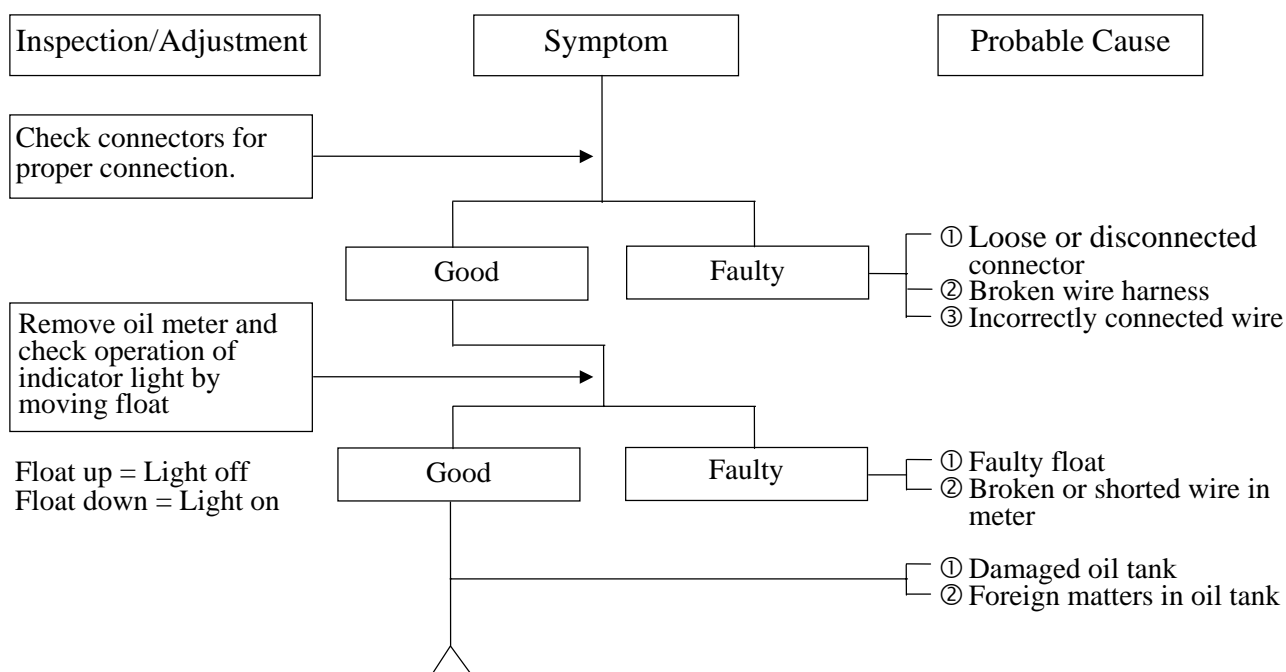 Inspection/Adjustment
Symptom
Probable Cause
Check connectors for
proper connection.
Good
Faulty
① Loose or disconnected
connector
② Broken wire harness
③ Incorrectly connected wire
Remove oil meter and
check operation of
indicator light by
moving float
Float up = Light off
Float down = Light on
Good
Faulty
① Faulty float
② Broken or shorted wire in
meter
① Damaged oil tank
② Foreign matters in oil tank